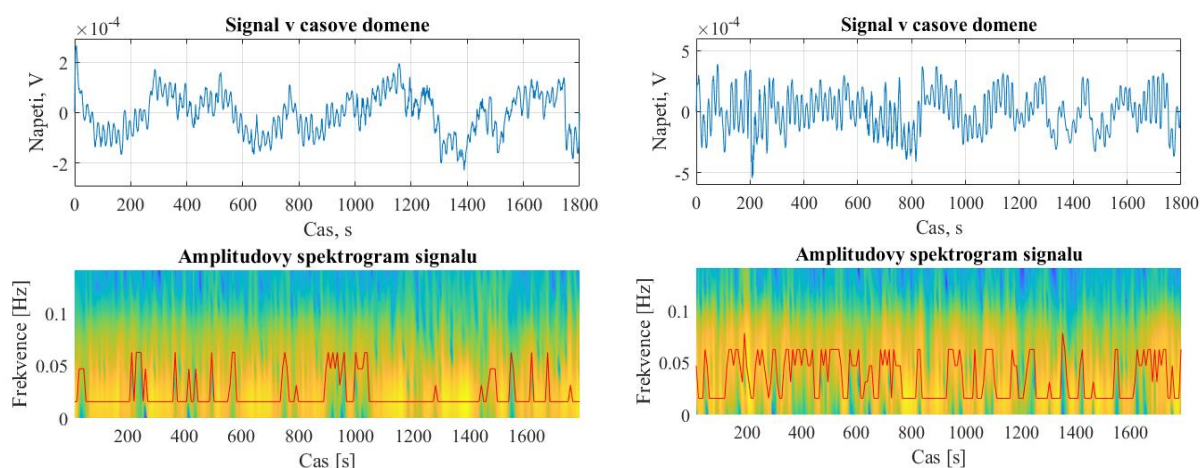 Signal v casove domene
×10⁻⁴
Napeti, V
2
0
-2
0 200 400 600 800 1000 1200 1400 1600 1800
Cas, s
Amplitudovy spektrogram signalu
Frekvence [Hz]
0.1
0.05
0
200 400 600 800 1000 1200 1400 1600
Cas [s]
Signal v casove domene
×10⁻⁴
Napeti, V
5
0
-5
0 200 400 600 800 1000 1200 1400 1600 1800
Cas, s
Amplitudovy spektrogram signalu
Frekvence [Hz]
0.1
0.05
0
200 400 600 800 1000 1200 1400 1600
Cas [s]